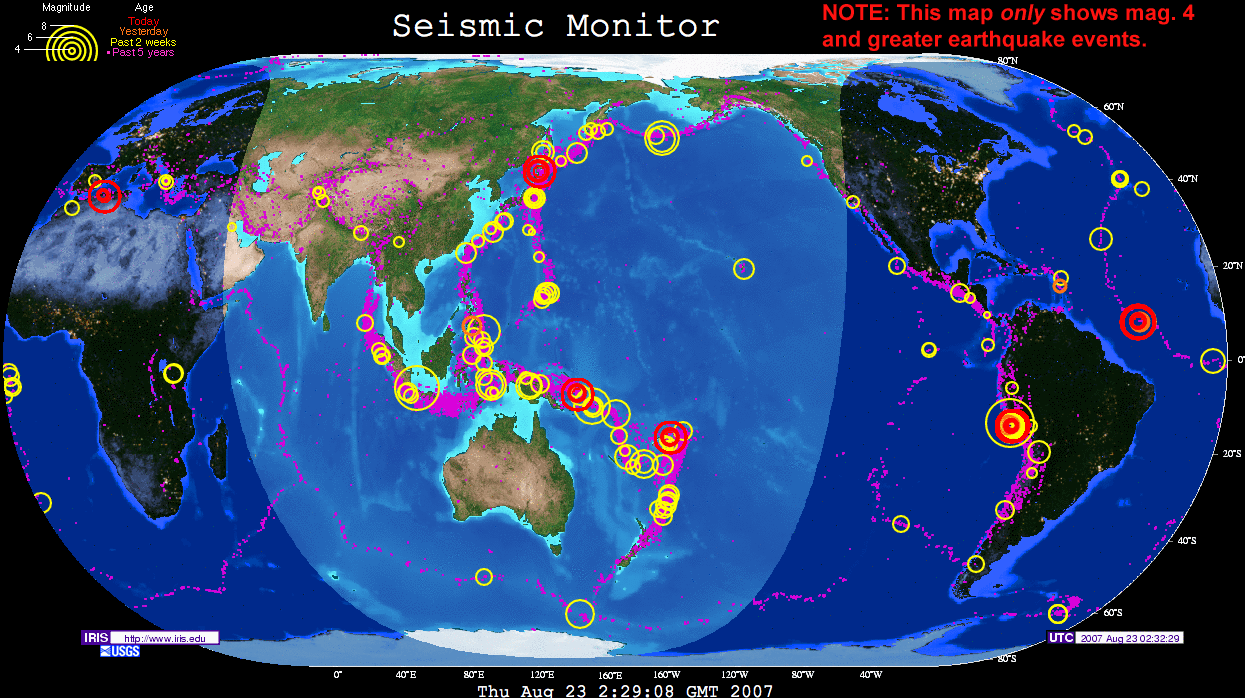 Magnitude Age
Seismic Monitor
NOTE: This map only shows mag. 4
and greater earthquake events.
8
6
4
Today
Yesterday
Past 2 weeks
Past 5 years
80°N
60°N
40°N
20°N
0°
20°S
40°S
60°S
80°S
IRIS http://www.iris.edu
USGS
UTC 2007 Aug 23 02:32:29
0° 40°E 80°E 120°E 160°E 160°W 120°W 80°W 40°W
Thu Aug 23 2:29:08 GMT 2007